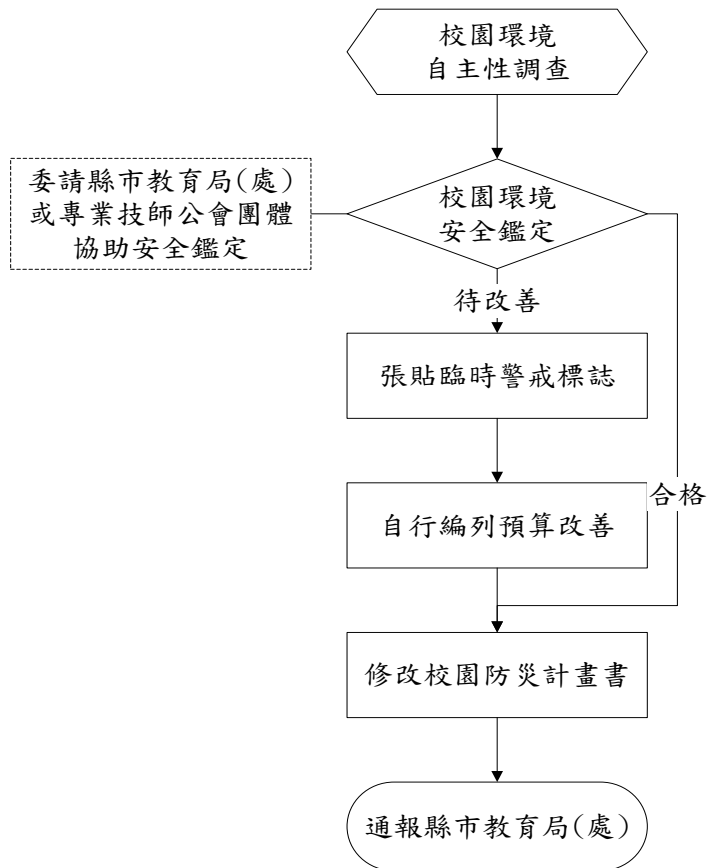 校園環境
自主性調查
委請縣市教育局(處)
或專業技師公會團體
協助安全鑑定
校園環境
安全鑑定
待改善
張貼臨時警戒標誌
合格
自行編列預算改善
修改校園防災計畫書
通報縣市教育局(處)